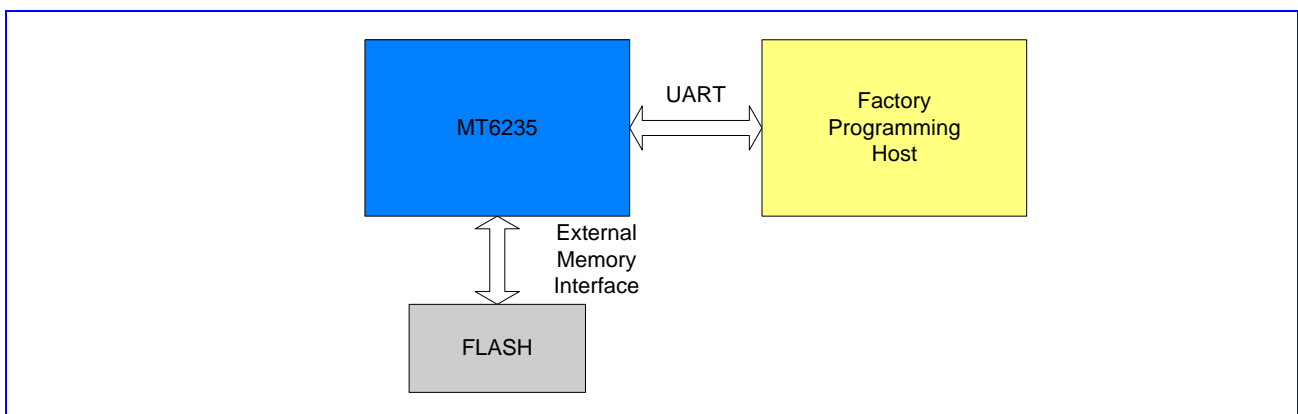 MT6235
UART
Factory
Programming
Host
External
Memory
Interface
FLASH